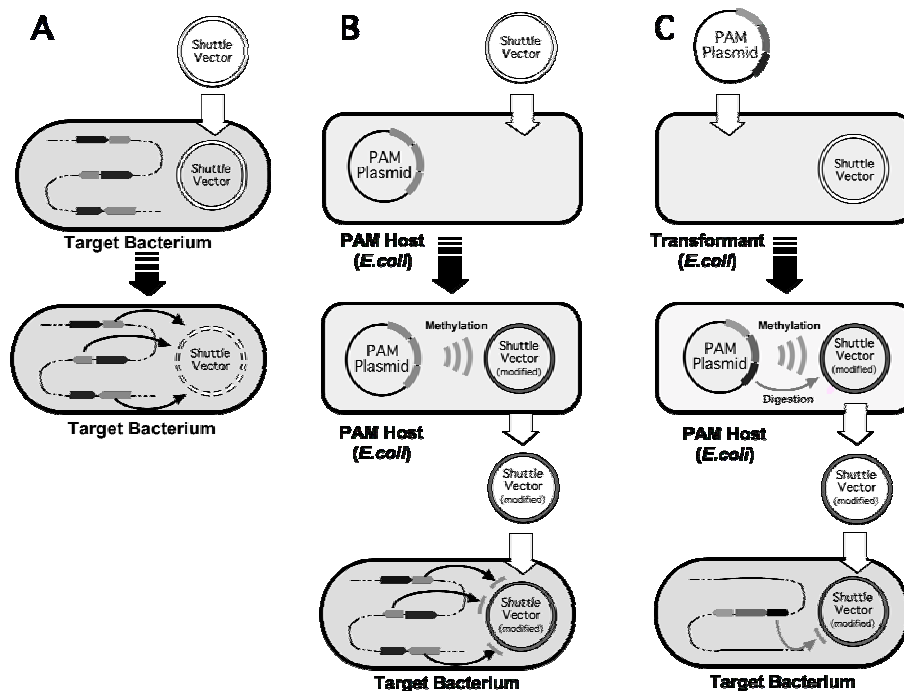 A
Shuttle
Vector
Shuttle
Vector
Target Bacterium
Shuttle
Vector
Target Bacterium
B
Shuttle
Vector
PAM
Plasmid
PAM Host
(E.coli)
Methylation
PAM
Plasmid
Shuttle
Vector
(modified)
PAM Host
(E.coli)
Shuttle
Vector
(modified)
Shuttle
Vector
(modified)
Target Bacterium
C
PAM
Plasmid
Shuttle
Vector
Transformant
(E.coli)
Methylation
PAM
Plasmid
Shuttle
Vector
(modified)
Digestion
PAM Host
(E.coli)
Shuttle
Vector
(modified)
Shuttle
Vector
(modified)
Target Bacterium